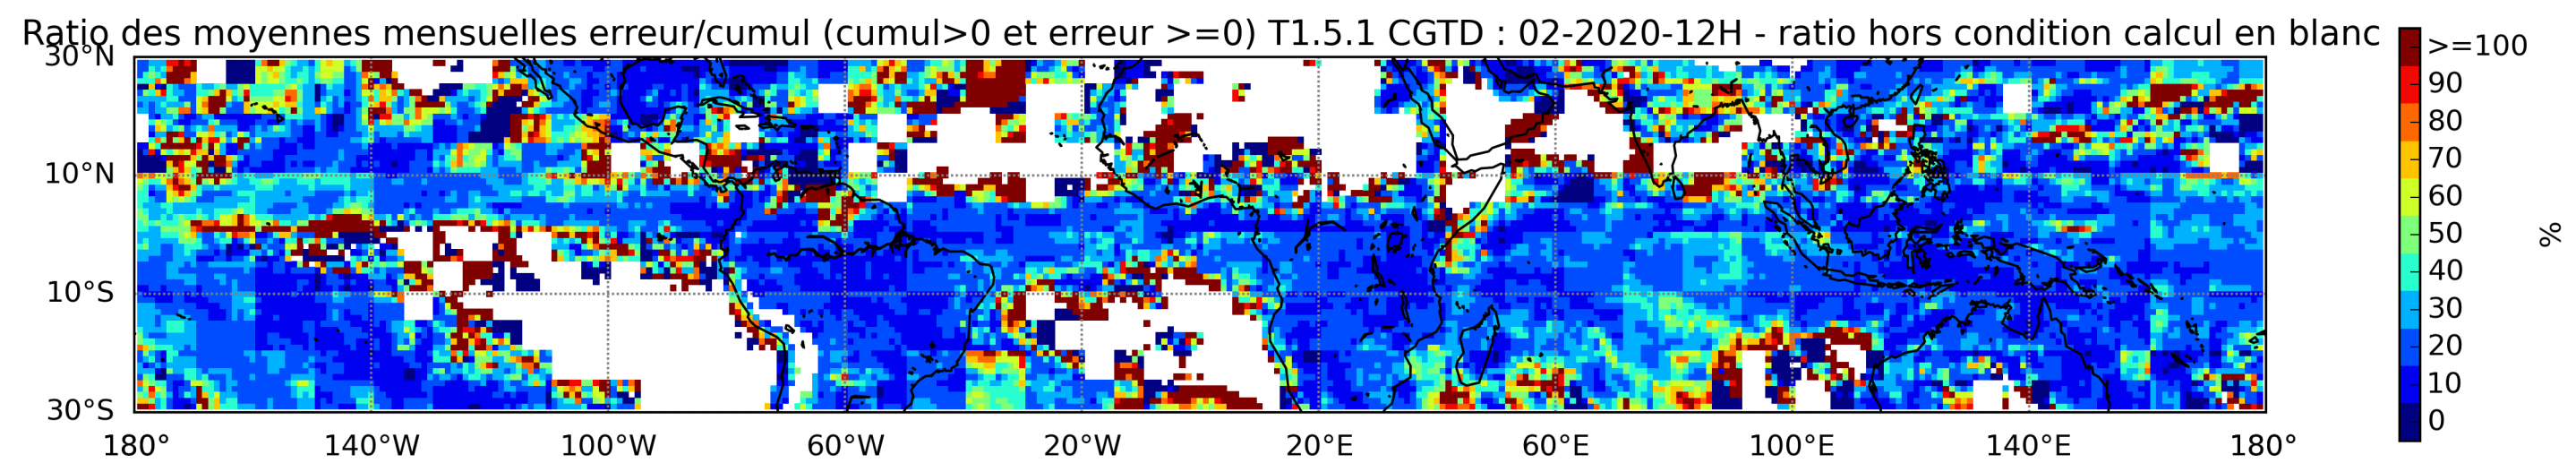 Ratio des moyennes mensuelles erreur/cumul (cumul>0 et erreur >=0) T1.5.1 CGTD : 02-2020-12H - ratio hors condition calcul en blanc
30°N
10°N
10°S
30°S
180° 140°W 100°W 60°W 20°W 20°E 60°E 100°E 140°E 180°
>=100
90
80
70
60
50
40
30
20
10
0
%